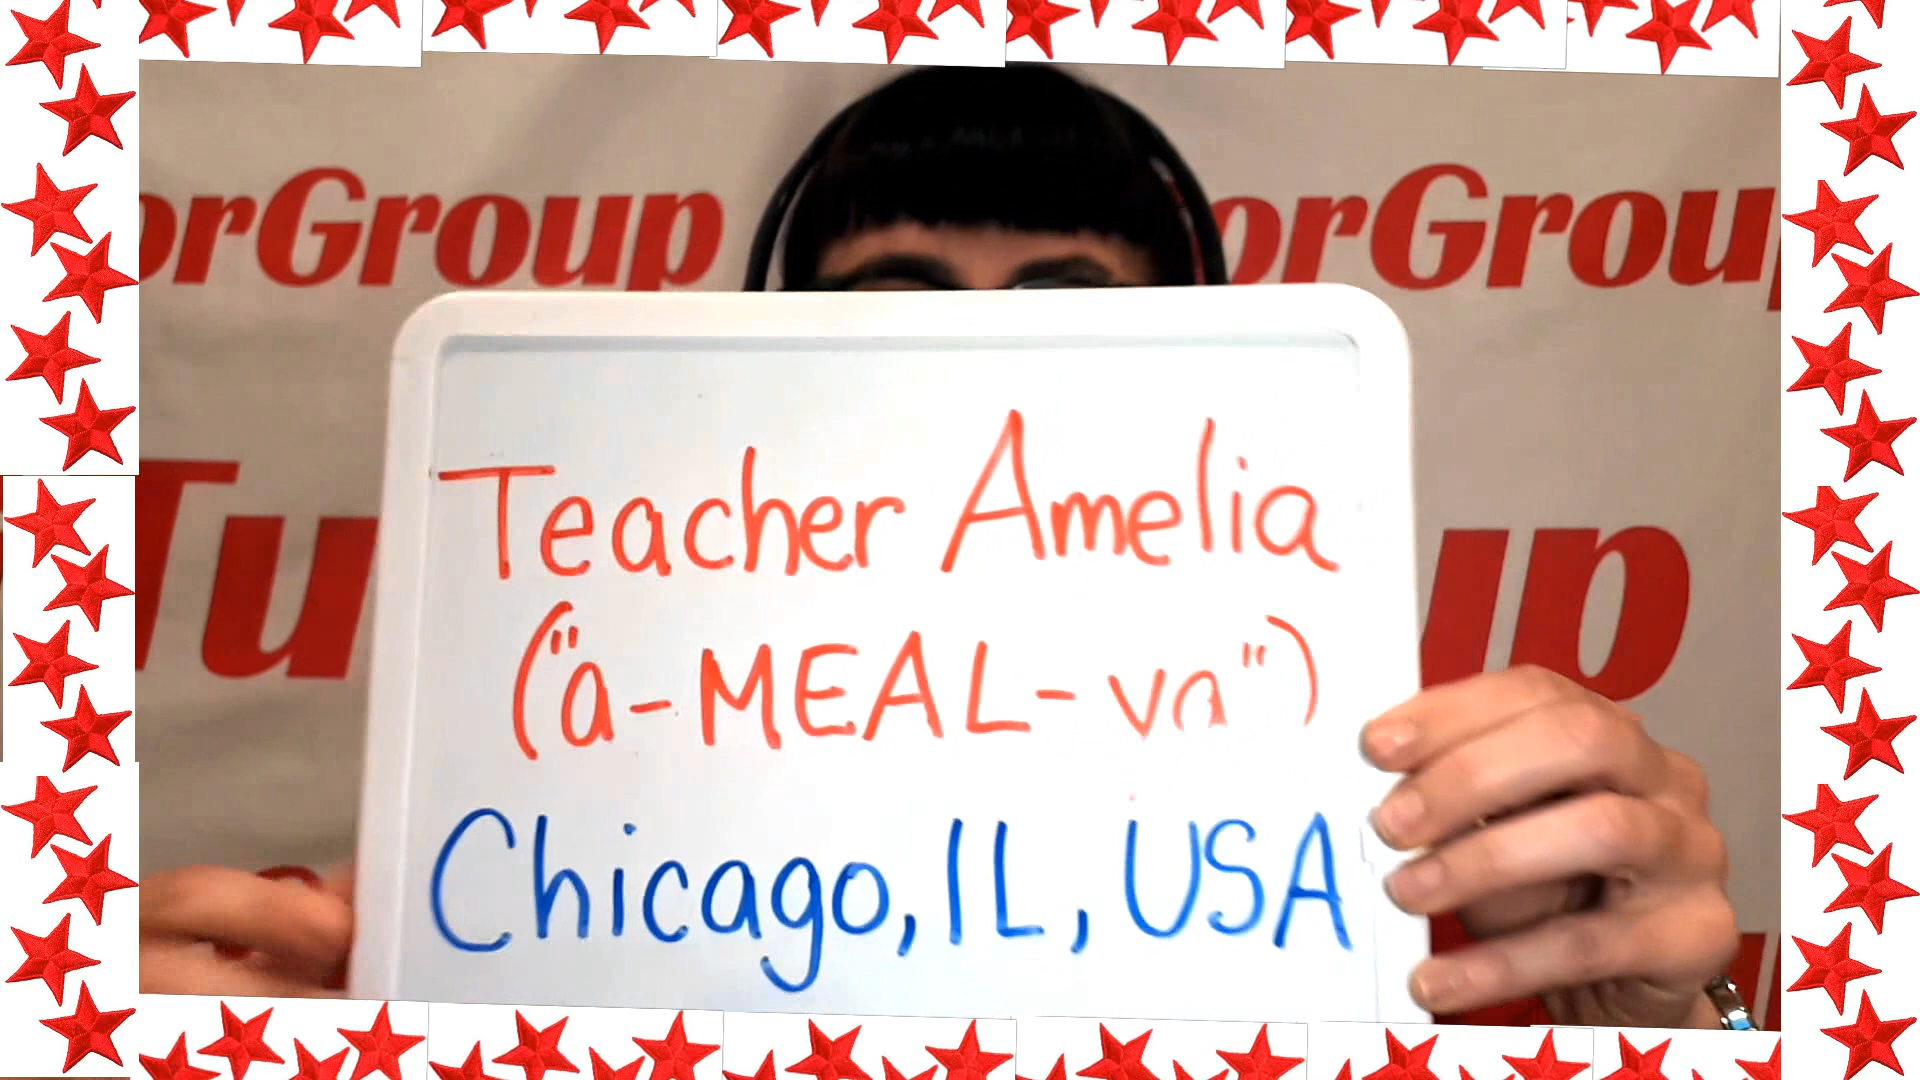 orGroup
orGrou
Tu
up
Teacher Amelia
("a-MEAL-ya")
Chicago, IL, USA